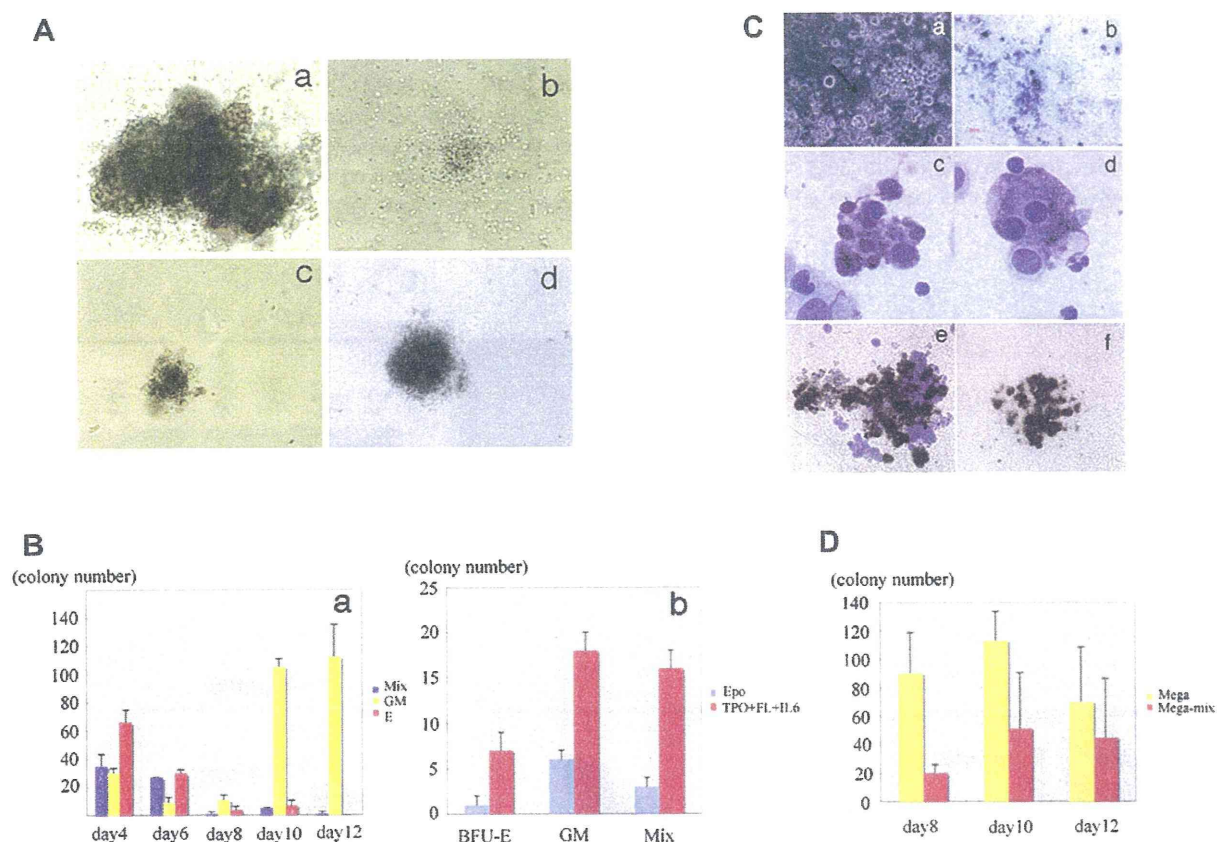 A
a
b
c
d
C
a
b
c
d
e
f
B
(colony number)
a
140
120
100
80
60
40
20
day4 day6 day8 day10 day12
Mix
GM
E
(colony number)
b
25
20
15
10
5
0
BFU-E GM Mix
Epo
TPO+FL+IL6
D
(colony number)
140
120
100
80
60
40
20
0
day8 day10 day12
Mega
Mega-mix